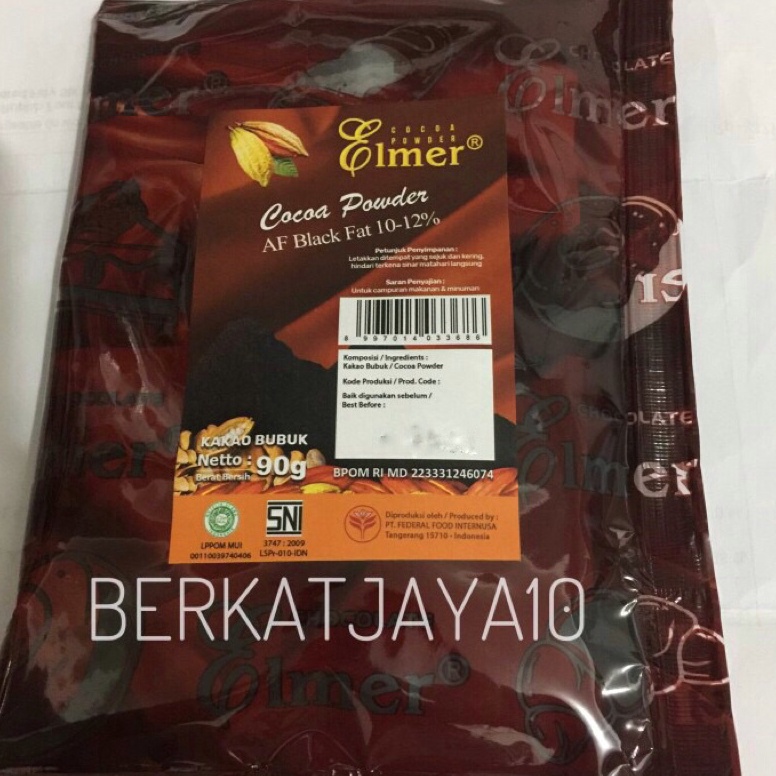 CHOCOLATE
Elmer®
CHOCOLATE
Elmer
COCOA
POWDER
Elmer®
Cocoa Powder
AF Black Fat 10-12%
Petunjuk Penyimpanan :
Letakkan ditempat yang sejuk dan kering,
hindari terkena sinar matahari langsung
Saran Penyajian :
Untuk campuran makanan & minuman
8 997014 033686
Komposisi / Ingredients :
Kakao Bubuk / Cocoa Powder
Kode Produksi / Prod. Code :
Baik digunakan sebelum /
Best Before :
KAKAO BUBUK
Netto : 90g
Berat Bersih
BPOM RI MD 223331246074
CHOCOLATE
Elmer
LPPOM MUI
00110039740406
SNI
3747 : 2009
LSPr-010-IDN
Diproduksi oleh / Produced by :
PT. FEDERAL FOOD INTERNUSA
Tangerang 15710 - Indonesia
BERKATJAYA10
CHOCOLATE
Elmer®